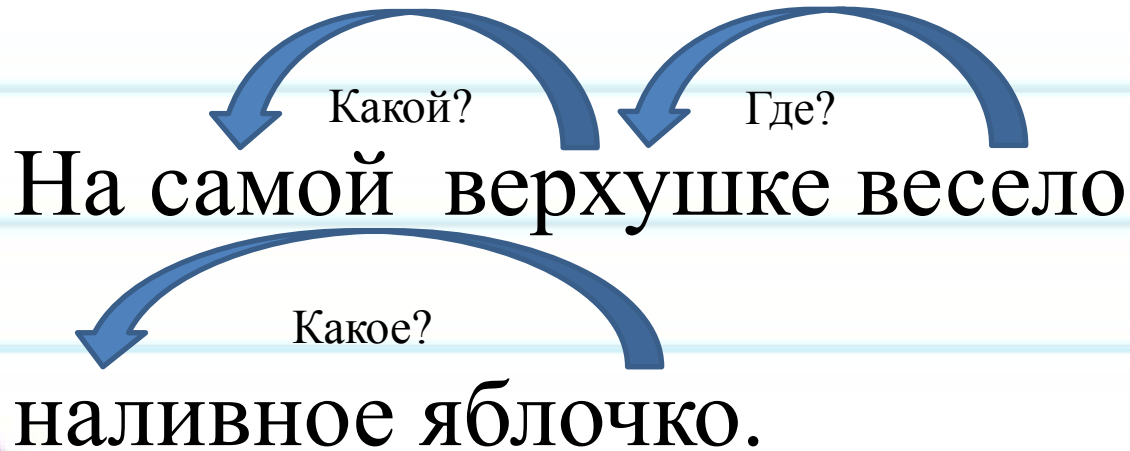 Какой? Где?
На самой верхушке весело
Какое?
наливное яблочко.